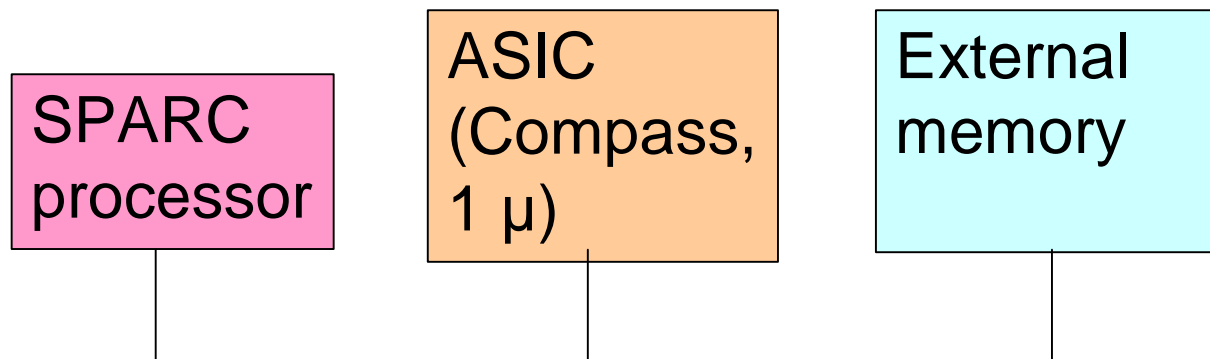 SPARC
processor
ASIC
(Compass,
1 µ)
External
memory